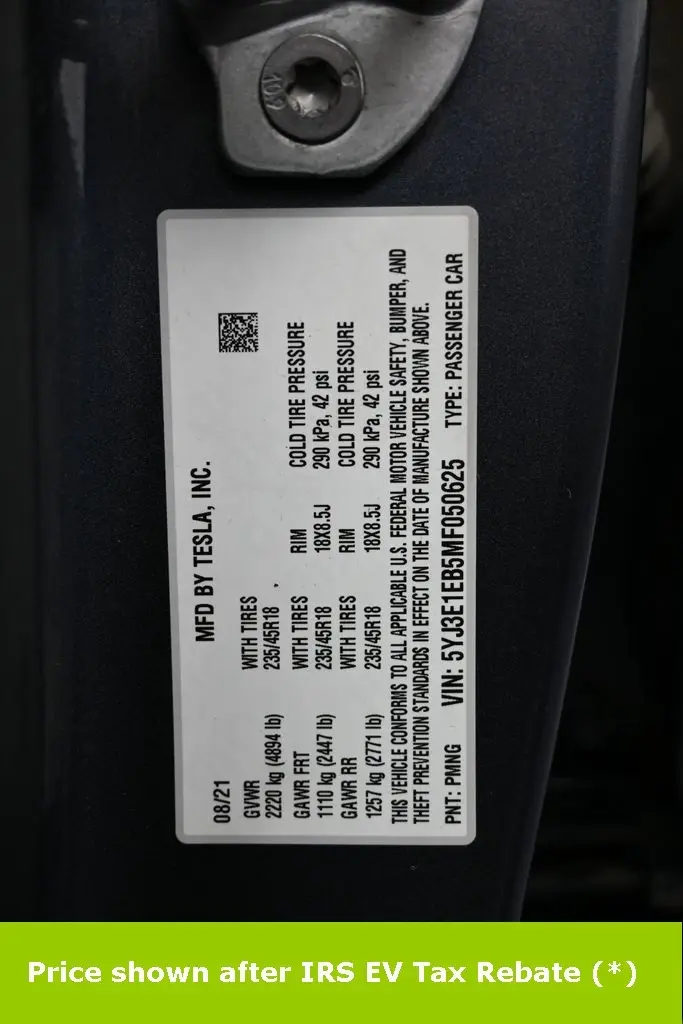 8
10.9
MFD BY TESLA, INC.
08/21
GVWR WITH TIRES
2220 kg (4894 lb) 235/45R18
GAWR FRT WITH TIRES RIM COLD TIRE PRESSURE
1110 kg (2447 lb) 235/45R18 18X8.5J 290 kPa, 42 psi
GAWR RR WITH TIRES RIM COLD TIRE PRESSURE
1257 kg (2771 lb) 235/45R18 18X8.5J 290 kPa, 42 psi
THIS VEHICLE CONFORMS TO ALL APPLICABLE U.S. FEDERAL MOTOR VEHICLE SAFETY, BUMPER, AND
THEFT PREVENTION STANDARDS IN EFFECT ON THE DATE OF MANUFACTURE SHOWN ABOVE.
PNT: PMNG VIN: 5YJ3E1EB5MF050625 TYPE: PASSENGER CAR
Price shown after IRS EV Tax Rebate (*)